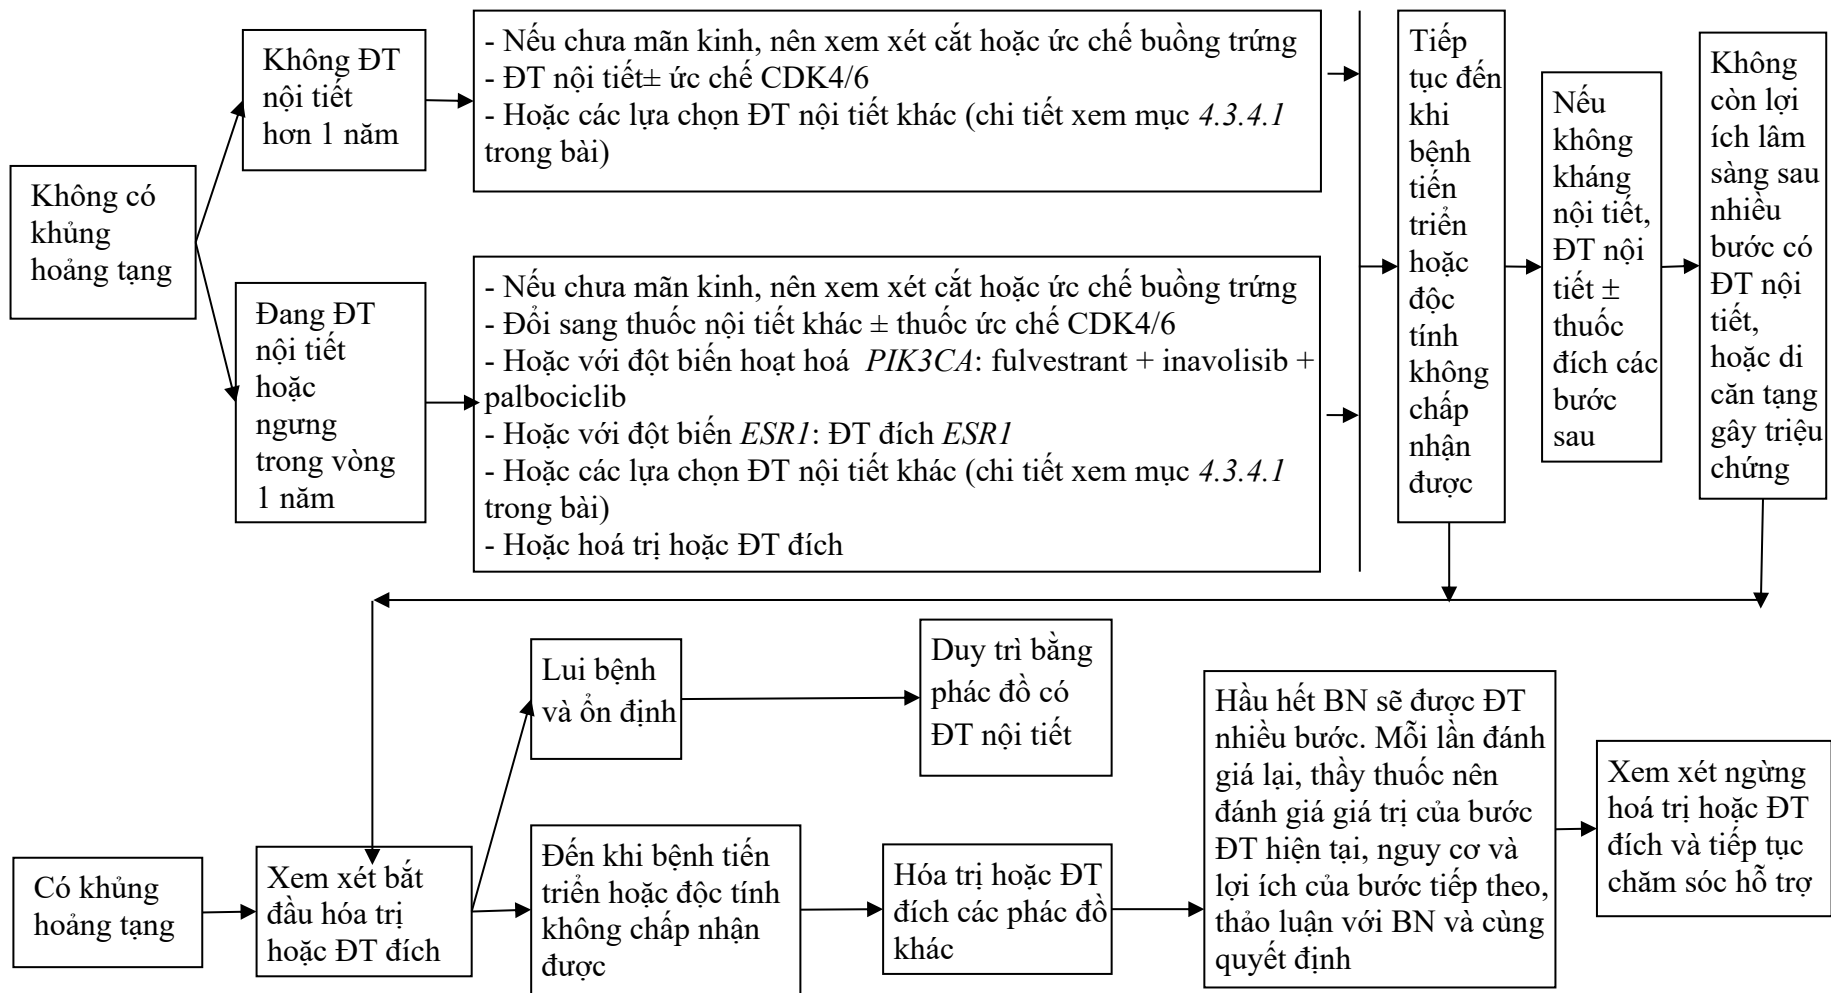 Không có
khủng
hoảng tạng
Không ĐT
nội tiết
hơn 1 năm
- Nếu chưa mãn kinh, nên xem xét cắt hoặc ức chế buồng trứng
- ĐT nội tiết± ức chế CDK4/6
- Hoặc các lựa chọn ĐT nội tiết khác (chi tiết xem mục 4.3.4.1
trong bài)
Đang ĐT
nội tiết
hoặc
ngưng
trong vòng
1 năm
- Nếu chưa mãn kinh, nên xem xét cắt hoặc ức chế buồng trứng
- Đổi sang thuốc nội tiết khác ± thuốc ức chế CDK4/6
- Hoặc với đột biến hoạt hoá PIK3CA: fulvestrant + inavolisib +
palbociclib
- Hoặc với đột biến ESR1: ĐT đích ESR1
- Hoặc các lựa chọn ĐT nội tiết khác (chi tiết xem mục 4.3.4.1
trong bài)
- Hoặc hoá trị hoặc ĐT đích
Tiếp
tục đến
khi
bệnh
tiến
triển
hoặc
độc
tính
không
chấp
nhận
được
Nếu
không
kháng
nội tiết,
ĐT nội
tiết ±
thuốc
đích các
bước
sau
Không
còn lợi
ích lâm
sàng sau
nhiều
bước có
ĐT nội
tiết,
hoặc di
căn tạng
gây triệu
chứng
Có khủng
hoảng tạng
Xem xét bắt
đầu hóa trị
hoặc ĐT đích
Lui bệnh
và ổn định
Duy trì bằng
phác đồ có
ĐT nội tiết
Đến khi bệnh tiến
triển hoặc độc tính
không chấp nhận
được
Hóa trị hoặc ĐT
đích các phác đồ
khác
Hầu hết BN sẽ được ĐT
nhiều bước. Mỗi lần đánh
giá lại, thầy thuốc nên
đánh giá giá trị của bước
ĐT hiện tại, nguy cơ và
lợi ích của bước tiếp theo,
thảo luận với BN và cùng
quyết định
Xem xét ngừng
hoá trị hoặc ĐT
đích và tiếp tục
chăm sóc hỗ trợ